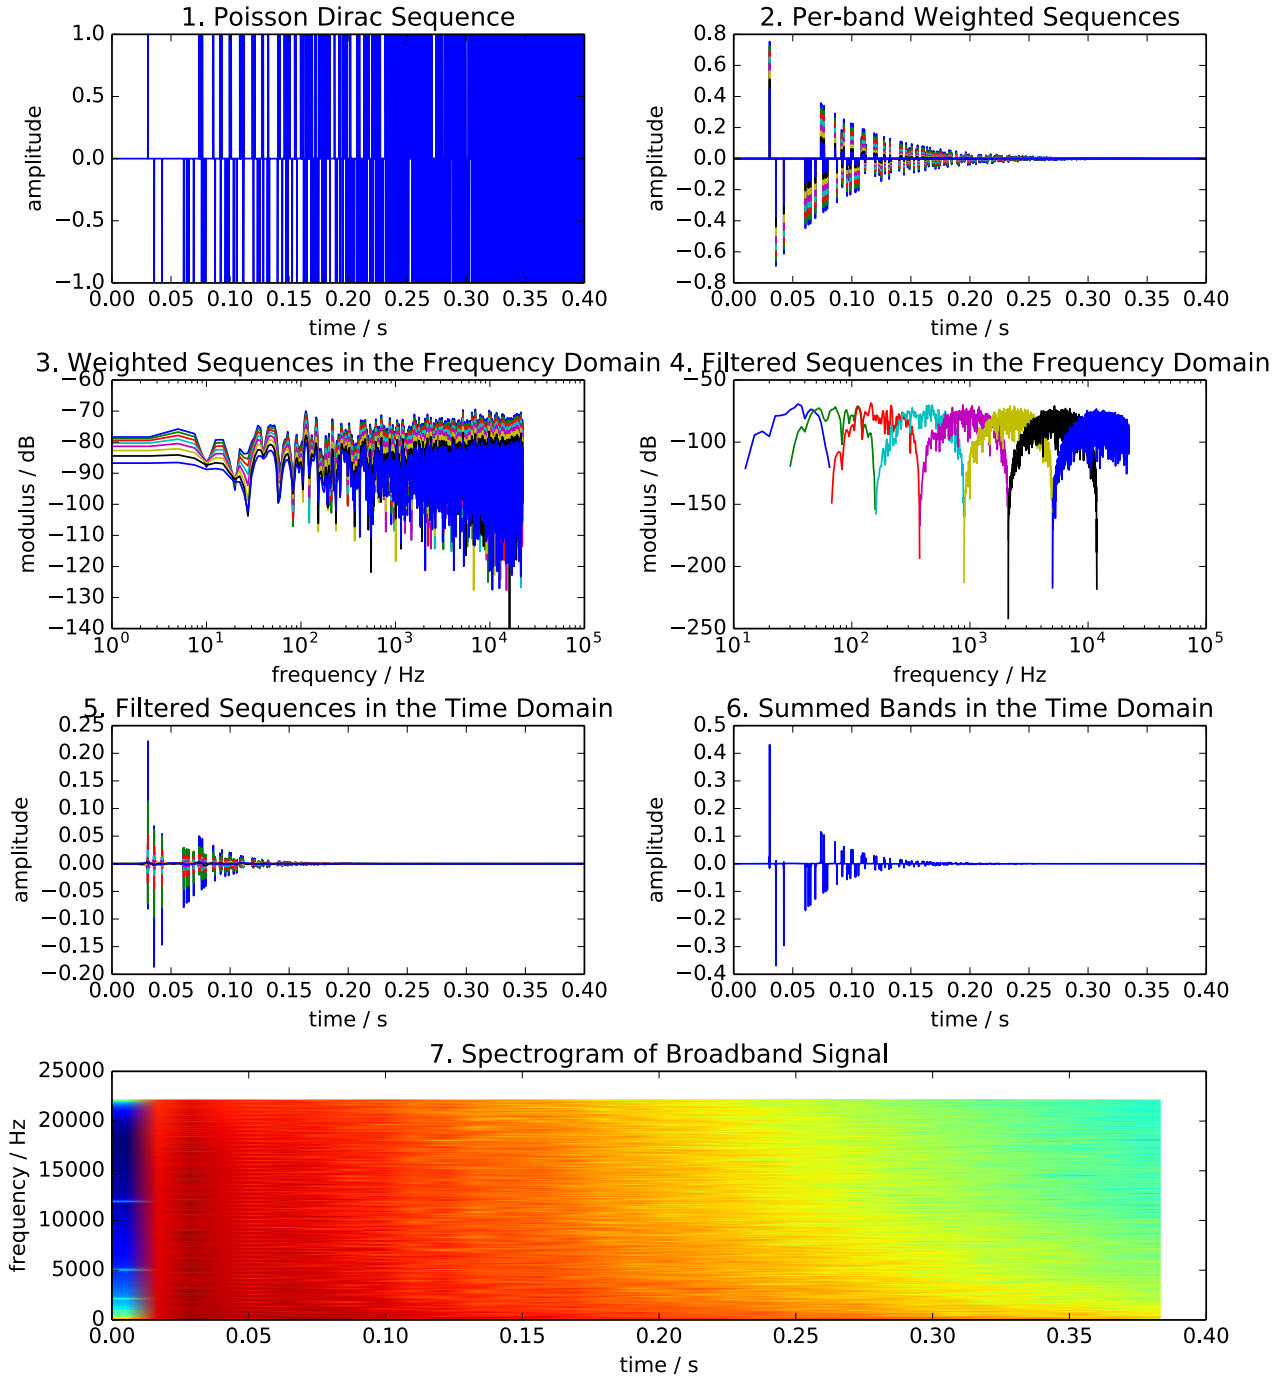 1. Poisson Dirac Sequence
1.0
0.5
0.0
−0.5
−1.0
amplitude
0.00 0.05 0.10 0.15 0.20 0.25 0.30 0.35 0.40
time / s
2. Per-band Weighted Sequences
0.8
0.6
0.4
0.2
0.0
−0.2
−0.4
−0.6
−0.8
amplitude
0.00 0.05 0.10 0.15 0.20 0.25 0.30 0.35 0.40
time / s
3. Weighted Sequences in the Frequency Domain
−60
−70
−80
−90
−100
−110
−120
−130
−140
modulus / dB
10⁰ 10¹ 10² 10³ 10⁴ 10⁵
frequency / Hz
4. Filtered Sequences in the Frequency Domain
−50
−100
−150
−200
−250
modulus / dB
10¹ 10² 10³ 10⁴ 10⁵
frequency / Hz
5. Filtered Sequences in the Time Domain
0.25
0.20
0.15
0.10
0.05
0.00
−0.05
−0.10
−0.15
−0.20
amplitude
0.00 0.05 0.10 0.15 0.20 0.25 0.30 0.35 0.40
time / s
6. Summed Bands in the Time Domain
0.5
0.4
0.3
0.2
0.1
0.0
−0.1
−0.2
−0.3
−0.4
amplitude
0.00 0.05 0.10 0.15 0.20 0.25 0.30 0.35 0.40
time / s
7. Spectrogram of Broadband Signal
25000
20000
15000
10000
5000
0
frequency / Hz
0.00 0.05 0.10 0.15 0.20 0.25 0.30 0.35 0.40
time / s